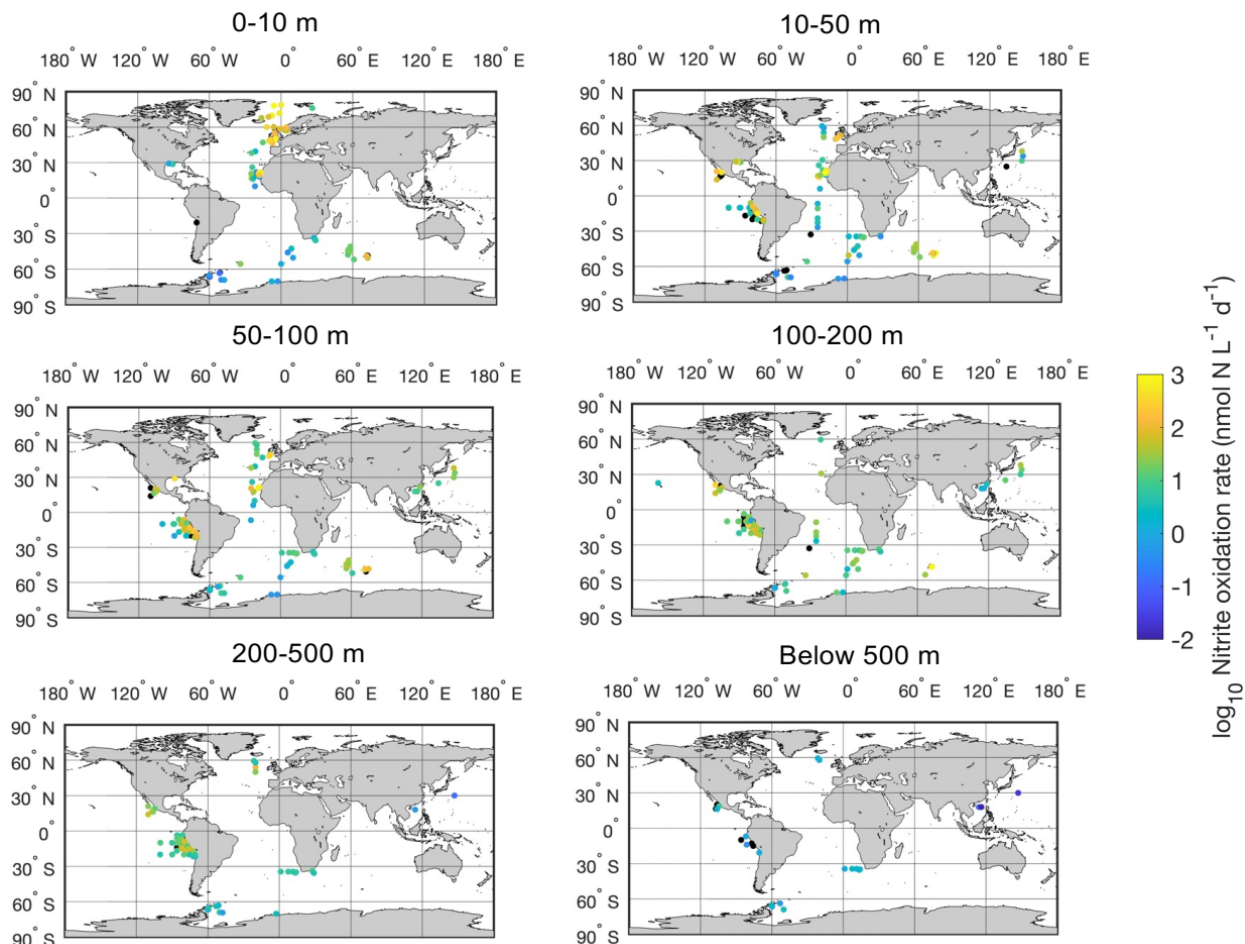 0-10 m
10-50 m
180° W 120° W 60° W 0° 60° E 120° E 180° E
180° W 120° W 60° W 0° 60° E 120° E 180° E
90° N
60° N
30° N
0°
30° S
60° S
90° S
90° N
60° N
30° N
0°
30° S
60° S
90° S
50-100 m
100-200 m
180° W 120° W 60° W 0° 60° E 120° E 180° E
180° W 120° W 60° W 0° 60° E 120° E 180° E
90° N
60° N
30° N
0°
30° S
60° S
90° S
90° N
60° N
30° N
0°
30° S
60° S
90° S
200-500 m
Below 500 m
180° W 120° W 60° W 0° 60° E 120° E 180° E
180° W 120° W 60° W 0° 60° E 120° E 180° E
90° N
60° N
30° N
0°
30° S
60° S
90° S
90° N
60° N
30° N
0°
30° S
60° S
90° S
3
2
1
0
-1
-2
log₁₀ Nitrite oxidation rate (nmol N L⁻¹ d⁻¹)